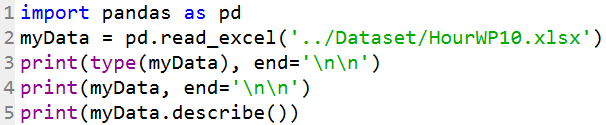 1 import pandas as pd
2 myData = pd.read_excel('../Dataset/HourWP10.xlsx')
3 print(type(myData), end='\n\n')
4 print(myData, end='\n\n')
5 print(myData.describe())